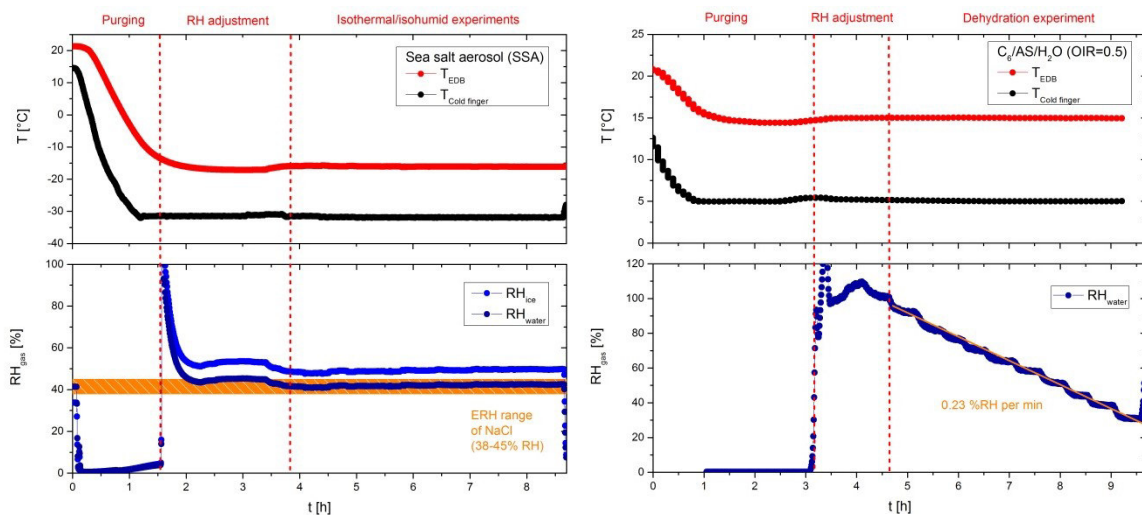 Purging RH adjustment Isothermal/isohumid experiments
Sea salt aerosol (SSA)
T_EDB
T_Cold finger
T [°C]
20
10
0
-10
-20
-30
-40
RH_ice
RH_water
RH_gas [%]
100
80
60
40
20
0
ERH range
of NaCl
(38-45% RH)
0 1 2 3 4 5 6 7 8
t [h]
Purging RH adjustment Dehydration experiment
C₆/AS/H₂O (OIR=0.5)
T_EDB
T_Cold finger
T [°C]
25
20
15
10
5
0
RH_water
RH_gas [%]
120
100
80
60
40
20
0
0.23 %RH per min
0 1 2 3 4 5 6 7 8 9
t [h]